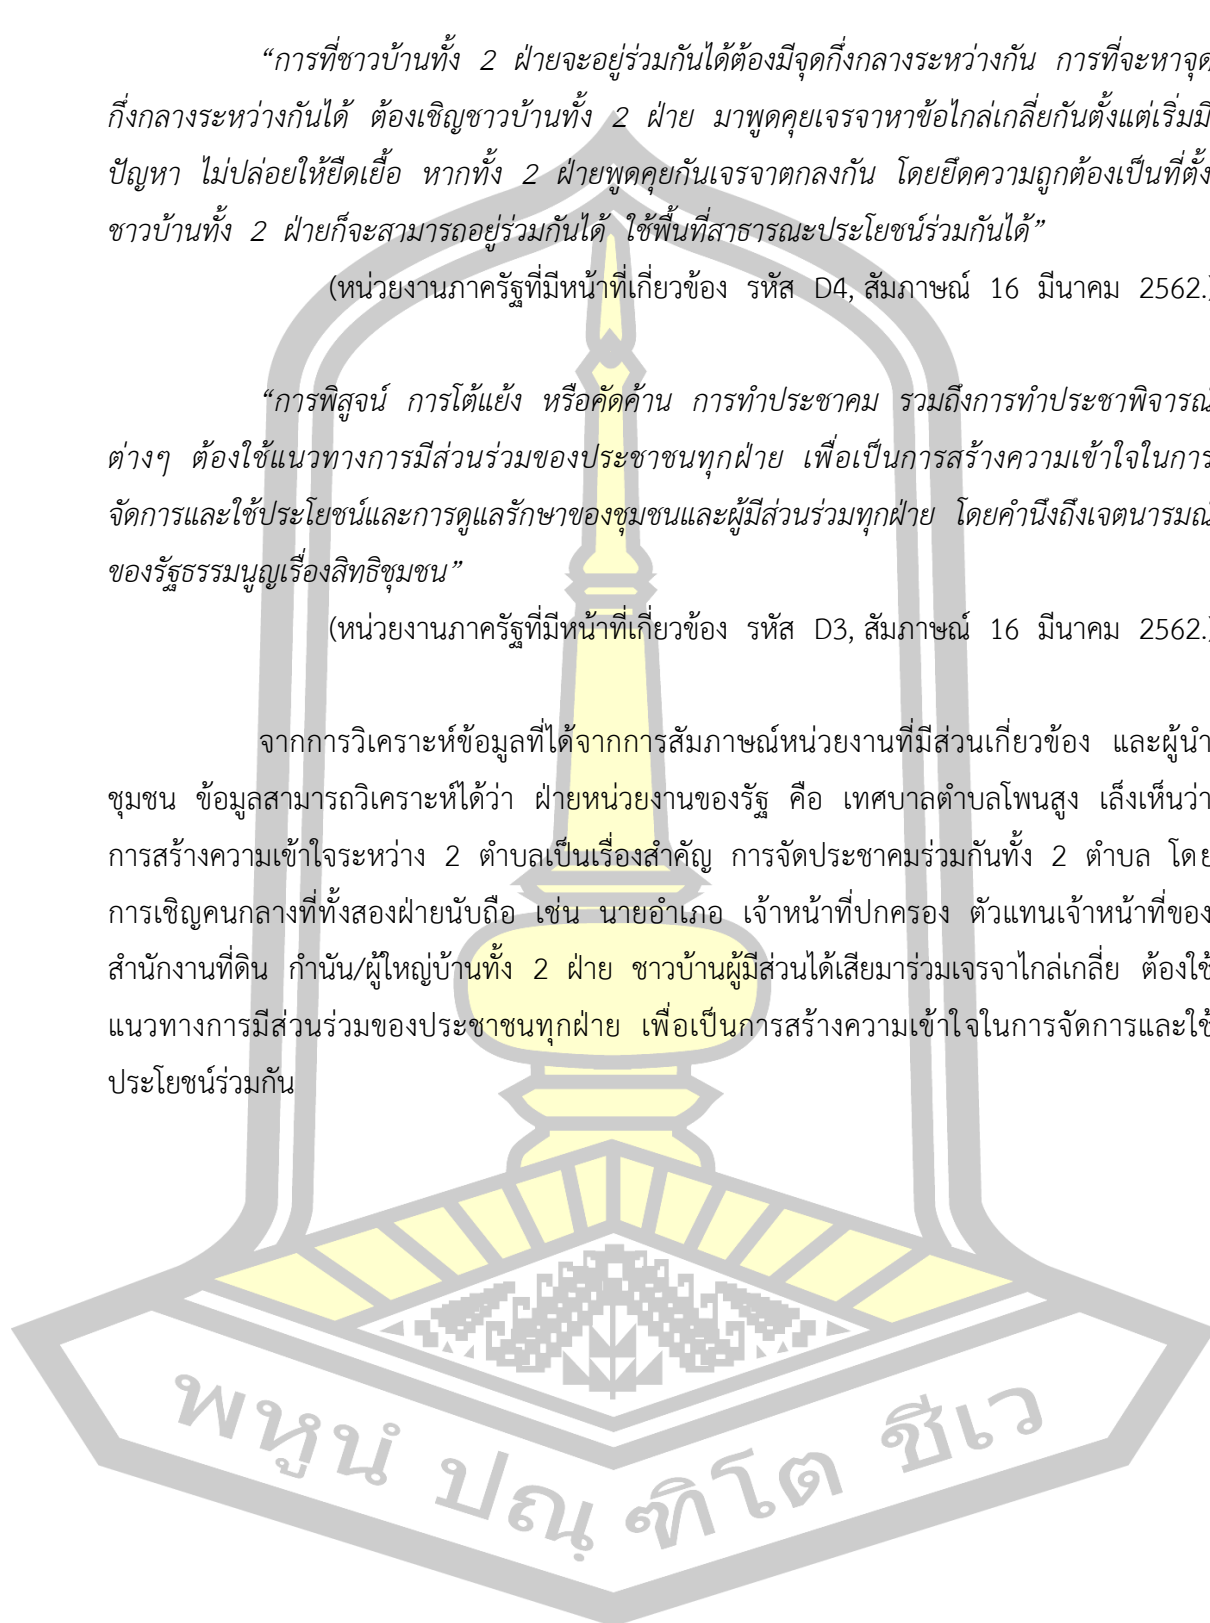 “การที่ชาวบ้านทั้ง 2 ฝ่ายจะอยู่ร่วมกันได้ต้องมีจุดกึ่งกลางระหว่างกัน การที่จะหาจุด
กึ่งกลางระหว่างกันได้ ต้องเชิญชาวบ้านทั้ง 2 ฝ่าย มาพูดคุยเจรจาหาข้อไกล่เกลี่ยกันตั้งแต่เริ่มมี
ปัญหา ไม่ปล่อยให้ยืดเยื้อ หากทั้ง 2 ฝ่ายพูดคุยกันเจรจาตกลงกัน โดยยึดความถูกต้องเป็นที่ตั้ง
ชาวบ้านทั้ง 2 ฝ่ายก็จะสามารถอยู่ร่วมกันได้ ใช้พื้นที่สาธารณะประโยชน์ร่วมกันได้”
(หน่วยงานภาครัฐที่มีหน้าที่เกี่ยวข้อง รหัส D4, สัมภาษณ์ 16 มีนาคม 2562.)
“การพิสูจน์ การโต้แย้ง หรือคัดค้าน การทำประชาคม รวมถึงการทำประชาพิจารณ์
ต่างๆ ต้องใช้แนวทางการมีส่วนร่วมของประชาชนทุกฝ่าย เพื่อเป็นการสร้างความเข้าใจในการ
จัดการและใช้ประโยชน์และการดูแลรักษาของชุมชนและผู้มีส่วนร่วมทุกฝ่าย โดยคำนึงถึงเจตนารมณ์
ของรัฐธรรมนูญเรื่องสิทธิชุมชน”
(หน่วยงานภาครัฐที่มีหน้าที่เกี่ยวข้อง รหัส D3, สัมภาษณ์ 16 มีนาคม 2562.)
จากการวิเคราะห์ข้อมูลที่ได้จากการสัมภาษณ์หน่วยงานที่มีส่วนเกี่ยวข้อง และผู้นำ
ชุมชน ข้อมูลสามารถวิเคราะห์ได้ว่า ฝ่ายหน่วยงานของรัฐ คือ เทศบาลตำบลโพนสูง เล็งเห็นว่า
การสร้างความเข้าใจระหว่าง 2 ตำบลเป็นเรื่องสำคัญ การจัดประชาคมร่วมกันทั้ง 2 ตำบล โดย
การเชิญคนกลางที่ทั้งสองฝ่ายนับถือ เช่น นายอำเภอ เจ้าหน้าที่ปกครอง ตัวแทนเจ้าหน้าที่ของ
สำนักงานที่ดิน กำนัน/ผู้ใหญ่บ้านทั้ง 2 ฝ่าย ชาวบ้านผู้มีส่วนได้เสียมาร่วมเจรจาไกล่เกลี่ย ต้องใช้
แนวทางการมีส่วนร่วมของประชาชนทุกฝ่าย เพื่อเป็นการสร้างความเข้าใจในการจัดการและใช้
ประโยชน์ร่วมกัน
พหูนํ ปณฺฑิโต ชีเว